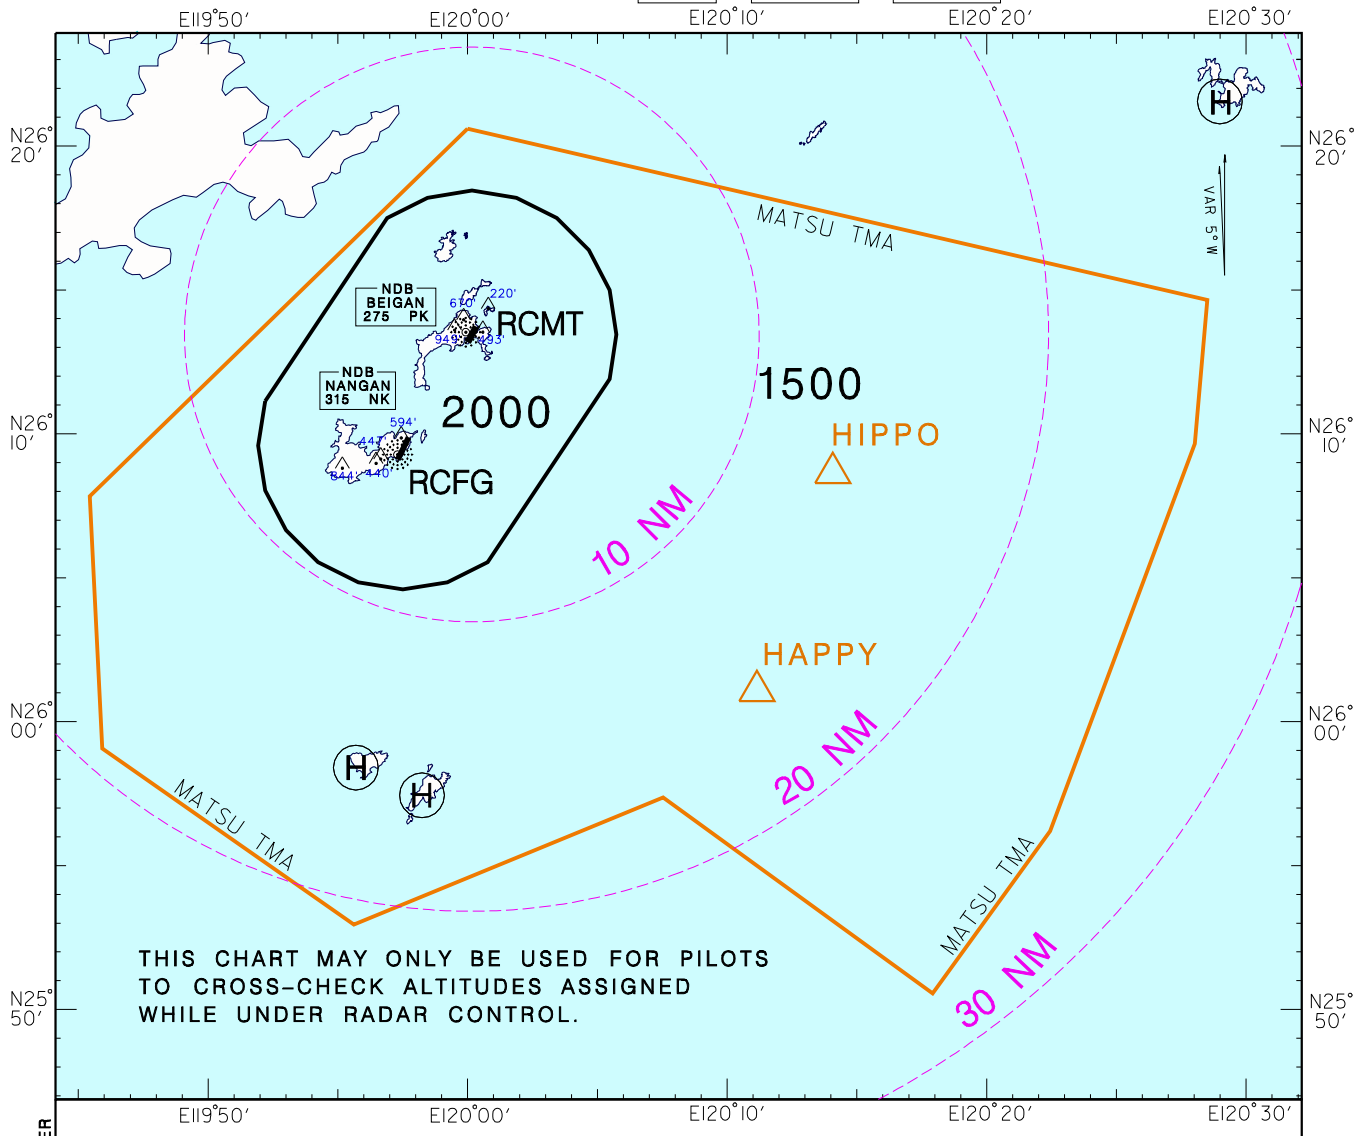 E119°50′ E120°00′ E120°10′ E120°20′ E120°30′
N26°
20′
N26°
20′
VAR 5° W
MATSU TMA
NDB
BEIGAN
275 PK
670′
220′
RCMT
949′
493′
NDB
NANGAN
315 NK
2000
1500
N26°
10′
594′
447′
HIPPO
N26°
10′
844′
440′
RCFG
10 NM
HAPPY
N26°
00′
N26°
00′
20 NM
H
H
H
MATSU TMA
MATSU TMA
30 NM
THIS CHART MAY ONLY BE USED FOR PILOTS
TO CROSS-CHECK ALTITUDES ASSIGNED
WHILE UNDER RADAR CONTROL.
N25°
50′
N25°
50′
E119°50′ E120°00′ E120°10′ E120°20′ E120°30′